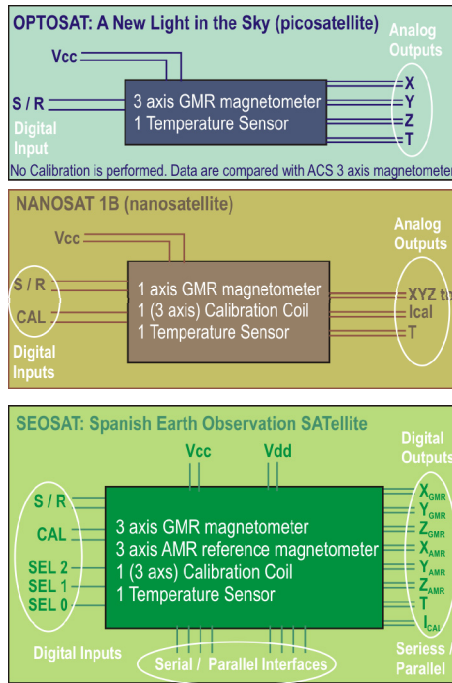 OPTOSAT: A New Light in the Sky (picosatellite)
Analog
Outputs
Vcc
S / R
Digital
Input
3 axis GMR magnetometer
1 Temperature Sensor
X
Y
Z
T
No Calibration is performed. Data are compared with ACS 3 axis magnetometer
NANOSAT 1B (nanosatellite)
Analog
Outputs
Vcc
S / R
CAL
Digital
Inputs
1 axis GMR magnetometer
1 (3 axis) Calibration Coil
1 Temperature Sensor
XYZ to
Ical
T
SEOSAT: Spanish Earth Observation SATellite
Digital
Outputs
Vcc Vdd
S / R
CAL
SEL 2
SEL 1
SEL 0
3 axis GMR magnetometer
3 axis AMR reference magnetometer
1 (3 axs) Calibration Coil
1 Temperature Sensor
XGMR
YGMR
ZGMR
XAMR
YAMR
ZAMR
T
ICAL
Digital Inputs
Serial / Parallel Interfaces
Seriess /
Parallel